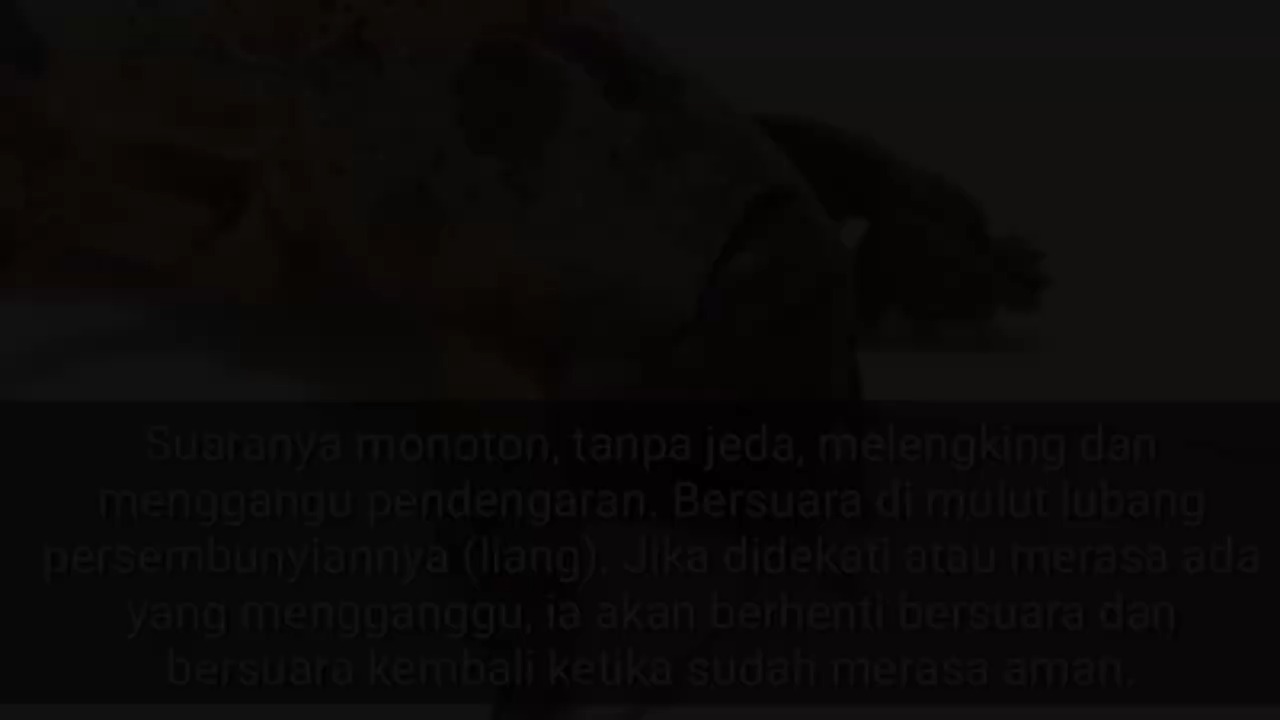 Suaranya monoton, tanpa jeda, melengking dan
menggangu pendengaran. Bersuara di mulut lubang
persembunyiannya (liang). Jika didekati atau merasa ada
yang mengganggu, ia akan berhenti bersuara dan
bersuara kembali ketika sudah merasa aman.